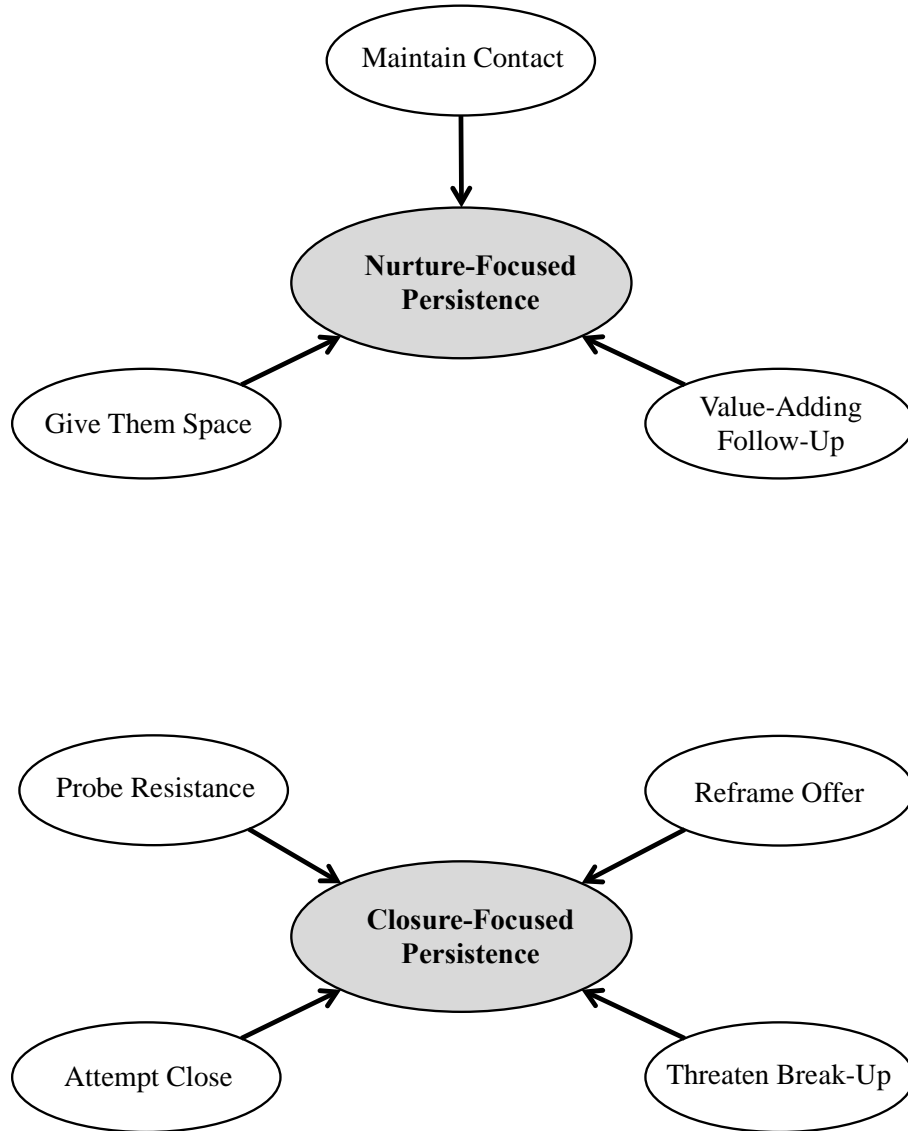 Maintain Contact
Nurture-Focused
Persistence
Give Them Space
Value-Adding
Follow-Up
Probe Resistance
Reframe Offer
Closure-Focused
Persistence
Attempt Close
Threaten Break-Up